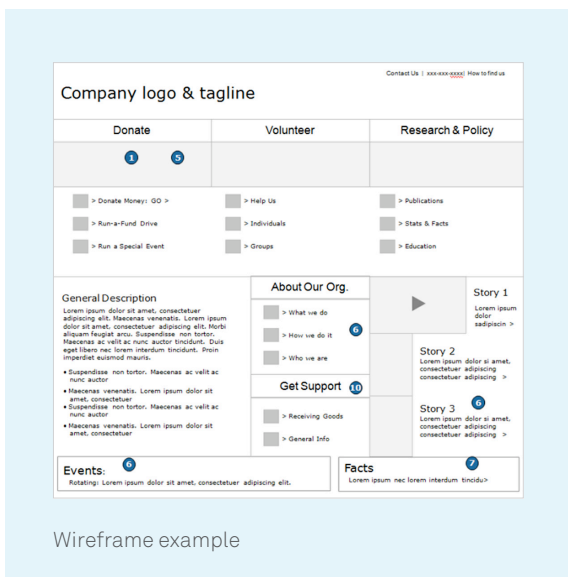 Contact Us | xxx-xxx-xxxx| How to find us
Company logo & tagline
Donate
Volunteer
Research & Policy
1
5
> Donate Money: GO >
> Help Us
> Publications
> Run-a-Fund Drive
> Individuals
> Stats & Facts
> Run a Special Event
> Groups
> Education
General Description
Lorem ipsum dolor sit amet, consectetuer
adipiscing elit. Maecenas venenatis. Lorem ipsum
dolor sit amet, consectetuer adipiscing elit. Morbi
aliquam feugiat arcu. Suspendisse non tortor.
Maecenas ac velit ac nunc auctor tincidunt. Duis
eget libero nec lorem interdum tincidunt. Proin
imperdiet euismod mauris.
• Suspendisse non tortor. Maecenas ac velit ac
nunc auctor
• Maecenas venenatis. Lorem ipsum dolor sit
amet, consectetuer
• Suspendisse non tortor. Maecenas ac velit ac
nunc auctor
• Maecenas venenatis. Lorem ipsum dolor sit
amet, consectetuer
About Our Org.
> What we do
> How we do it
6
> Who we are
Get Support
10
> Receiving Goods
> General Info
Story 1
Lorem ipsum
dolor
sadipiscin >
Story 2
Lorem ipsum dolor si amet,
consectetuer adipiscing
consectetuer adipiscing >
Story 3
6
Lorem ipsum dolor si amet,
consectetuer adipiscing
consectetuer adipiscing >
Events:
6
Rotating: Lorem ipsum dolor sit amet, consectetuer adipiscing elit.
Facts
7
Lorem ipsum nec lorem interdum tincidu>
Wireframe example